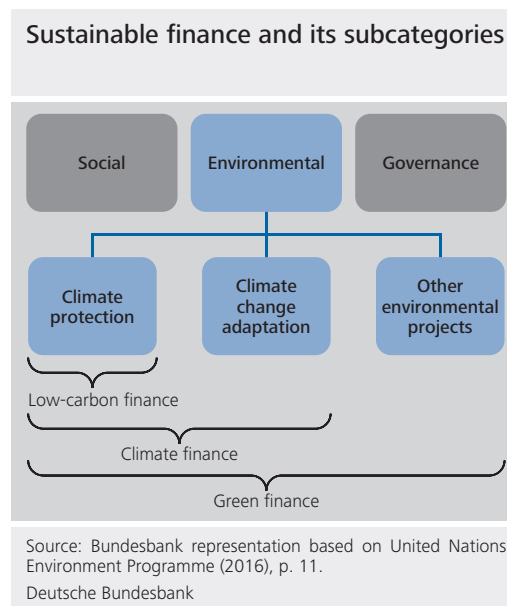 Sustainable finance and its subcategories
Social
Environmental
Governance
Climate
protection
Climate
change
adaptation
Other
environmental
projects
Low-carbon finance
Climate finance
Green finance
Source: Bundesbank representation based on United Nations
Environment Programme (2016), p. 11.
Deutsche Bundesbank